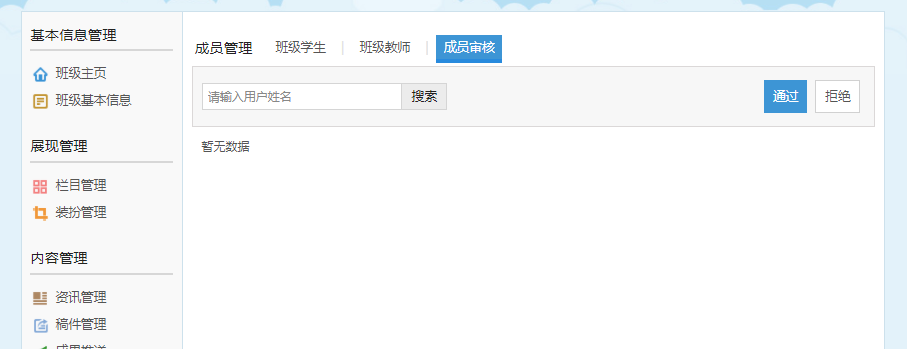 基本信息管理
班级主页
班级基本信息
展现管理
栏目管理
装扮管理
内容管理
资讯管理
稿件管理
成员管理 班级学生 | 班级教师 | 成员审核
请输入用户姓名 搜索 通过 拒绝
暂无数据